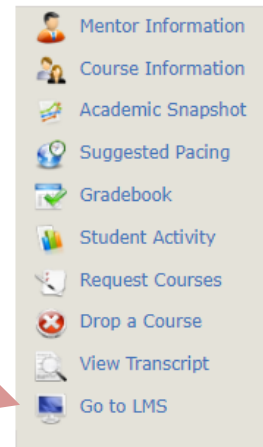 Mentor Information
Course Information
Academic Snapshot
Suggested Pacing
Gradebook
Student Activity
Request Courses
Drop a Course
View Transcript
Go to LMS